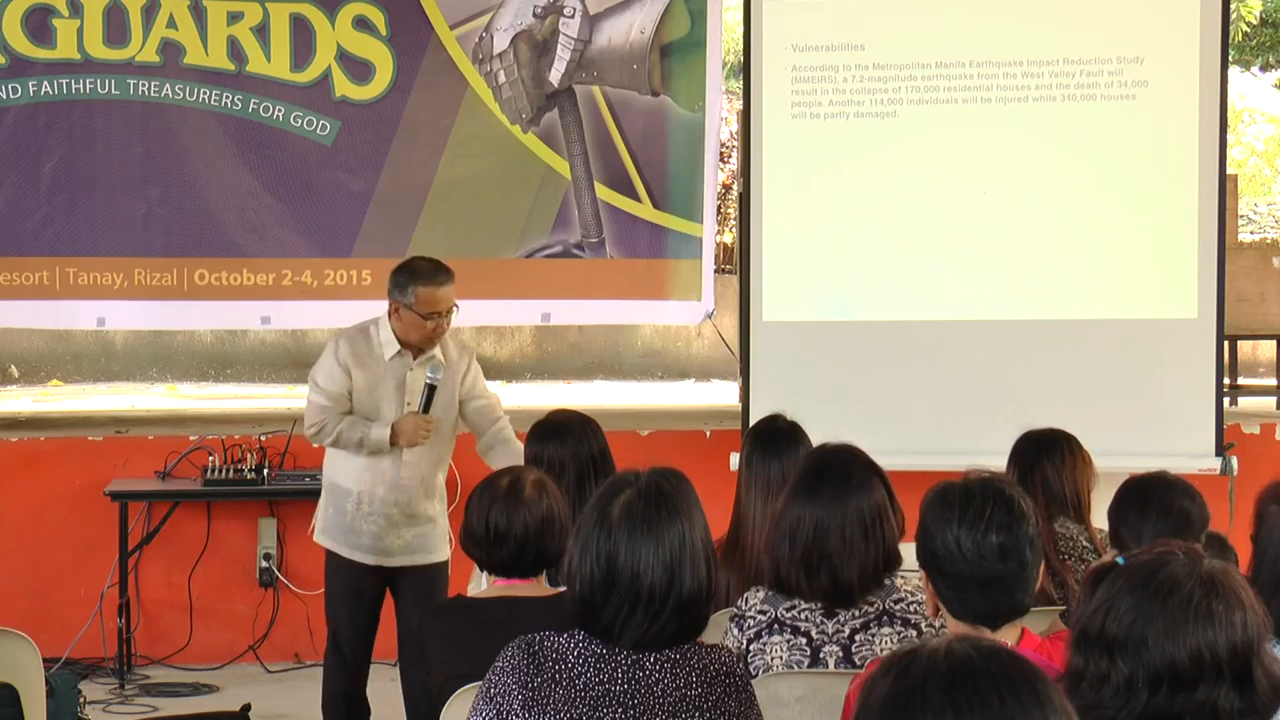 GUARDS
ND FAITHFUL TREASURERS FOR GOD
esort | Tanay, Rizal | October 2-4, 2015
- Vulnerabilities
- According to the Metropolitan Manila Earthquake Impact Reduction Study
(MMEIRS), a 7.2-magnitude earthquake from the West Valley Fault will
result in the collapse of 170,000 residential houses and the death of 34,000
people. Another 114,000 individuals will be injured while 340,000 houses
will be partly damaged.